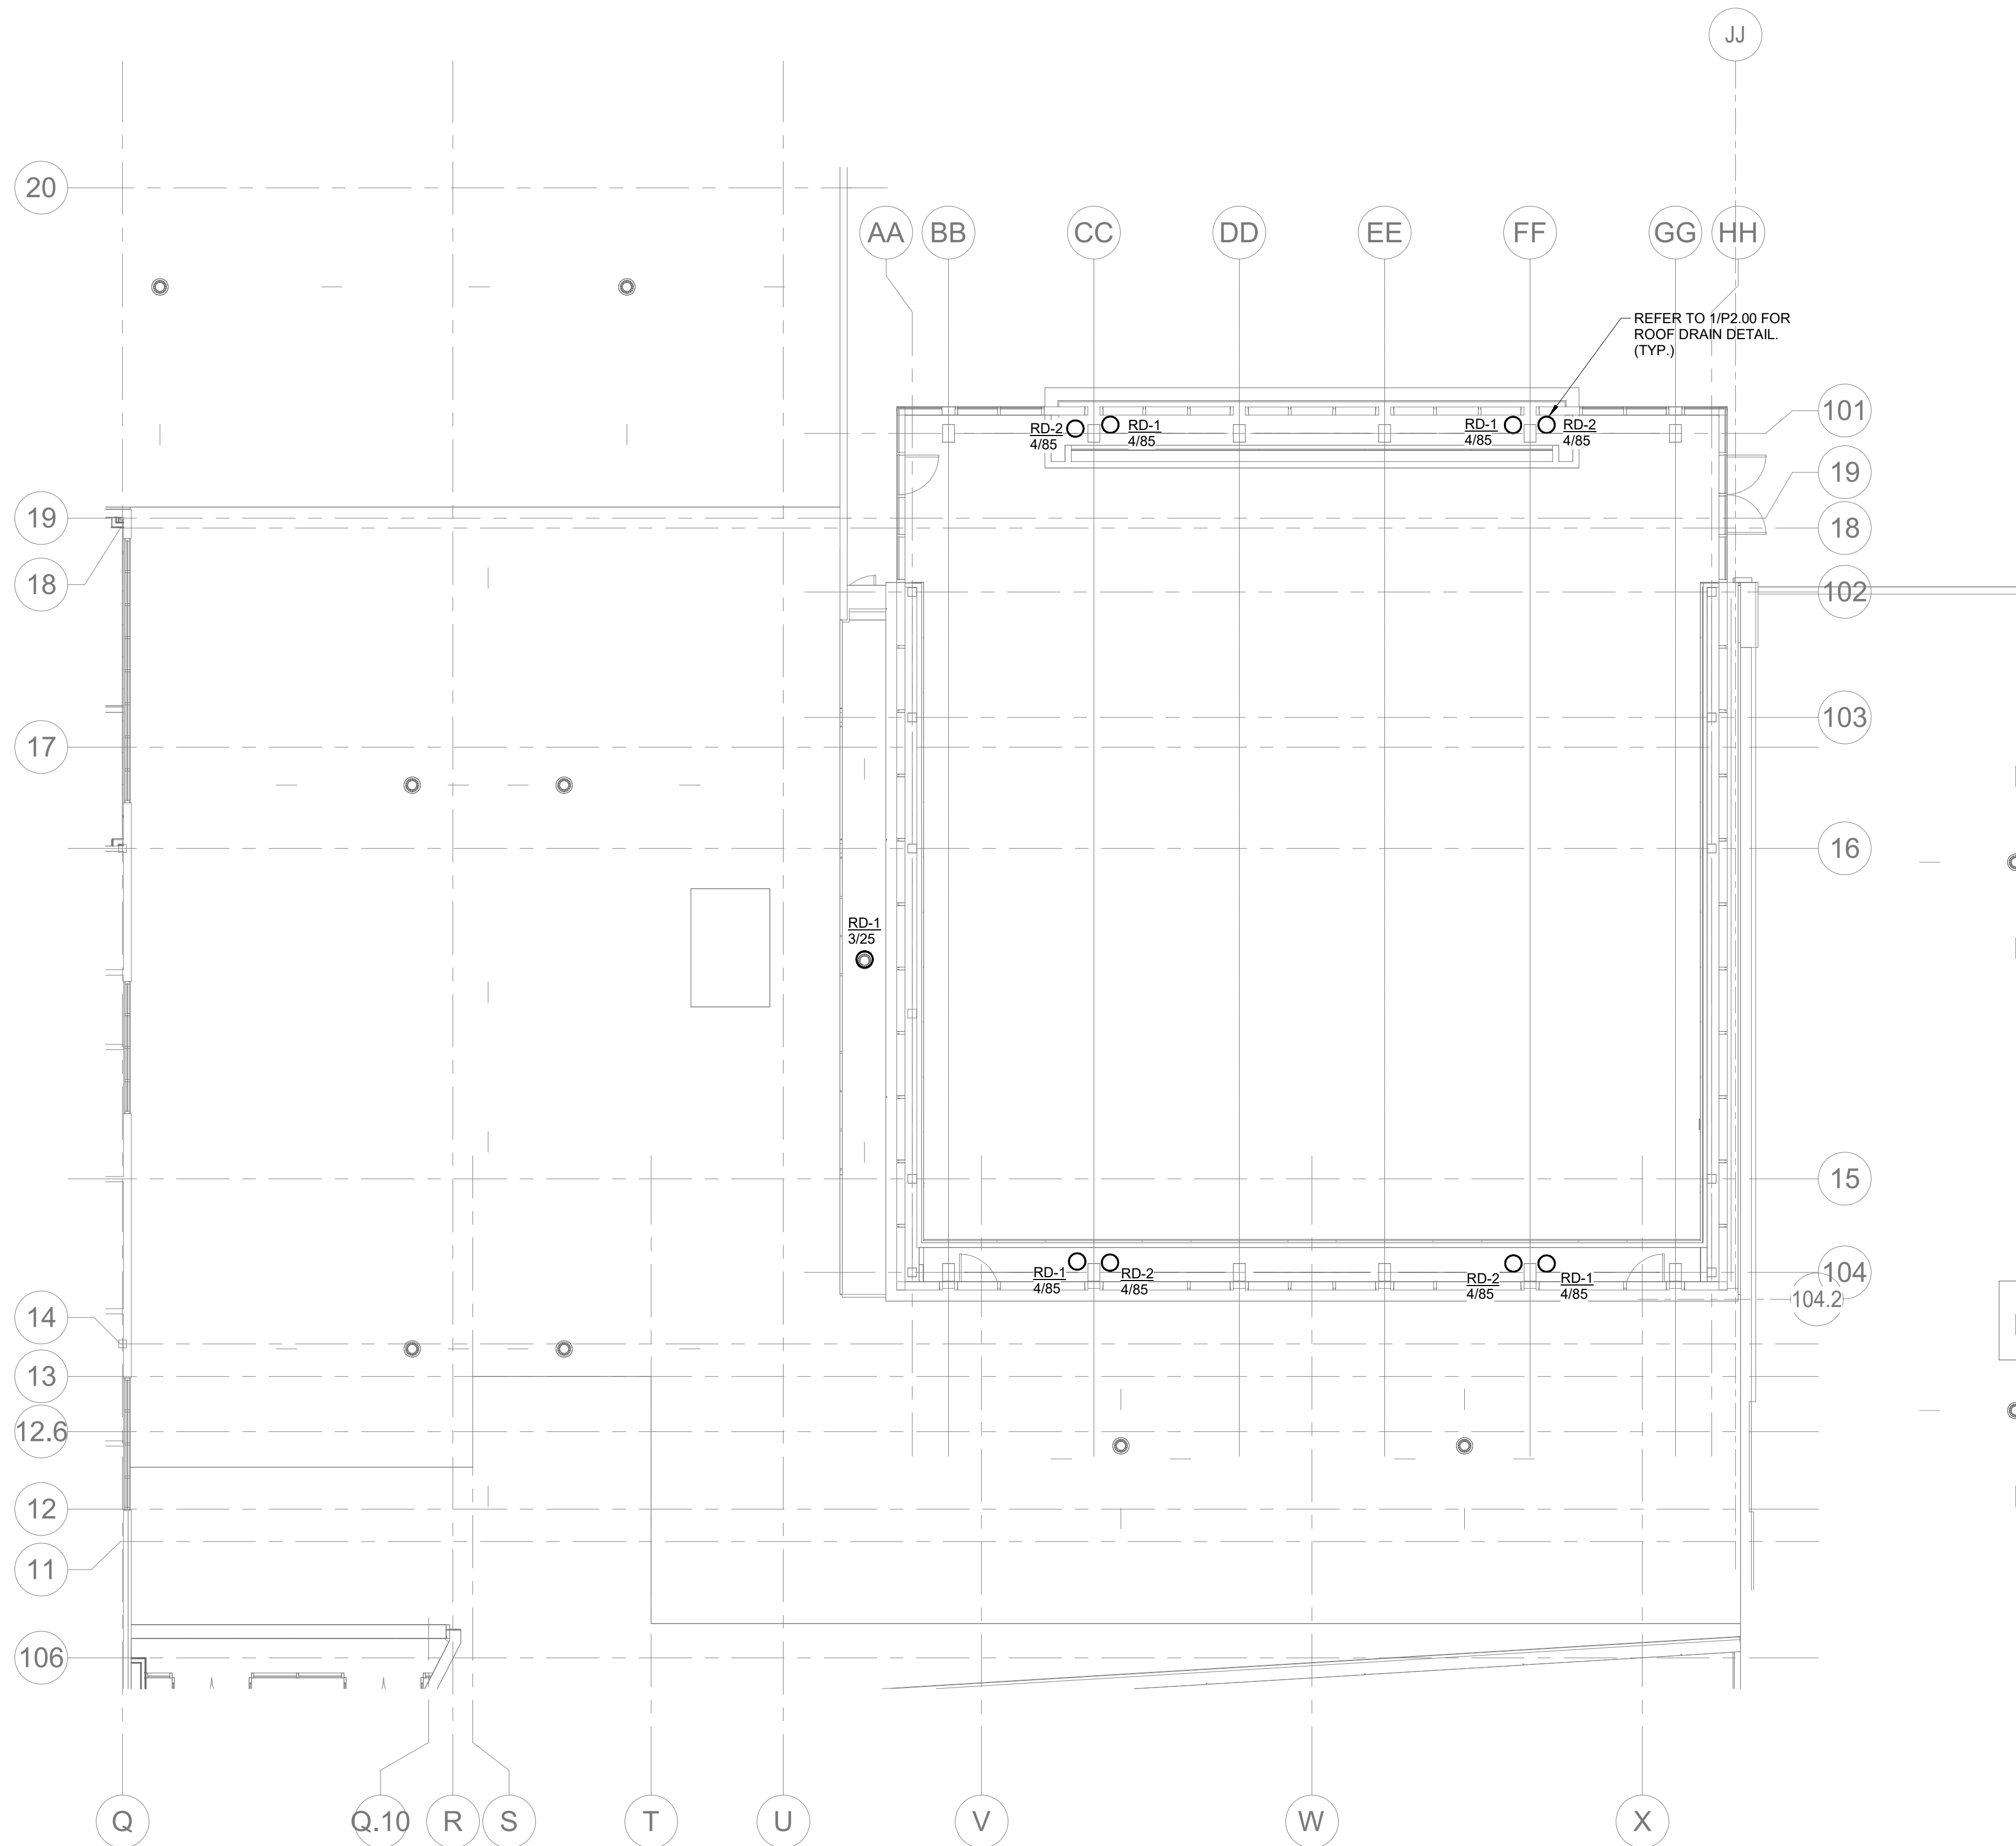 JJ
20
AA
BB
CC
DD
EE
FF
GG
HH
REFER TO 1/P2.00 FOR
ROOF DRAIN DETAIL.
(TYP.)
101
RD-2
4/85
RD-1
4/85
RD-1
4/85
RD-2
4/85
19
19
18
18
102
103
17
16
RD-1
3/25
15
RD-1
4/85
RD-2
4/85
RD-2
4/85
RD-1
4/85
104
104.2
14
13
12.6
12
11
106
Q
Q.10
R
S
T
U
V
W
X